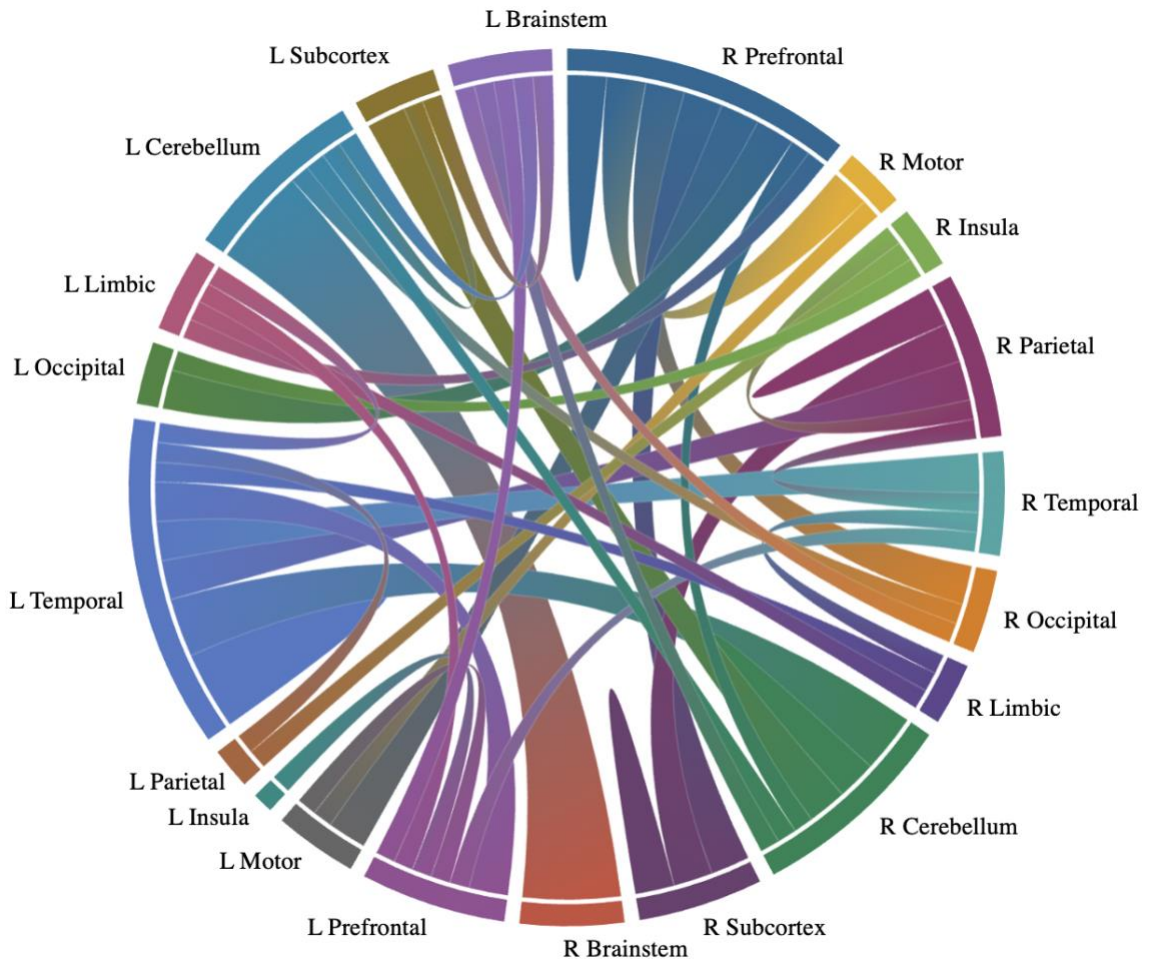 L Brainstem
R Prefrontal
L Subcortex
L Cerebellum
R Motor
R Insula
L Limbic
R Parietal
L Occipital
R Temporal
L Temporal
R Occipital
R Limbic
L Parietal
L Insula
R Cerebellum
L Motor
L Prefrontal
R Subcortex
R Brainstem